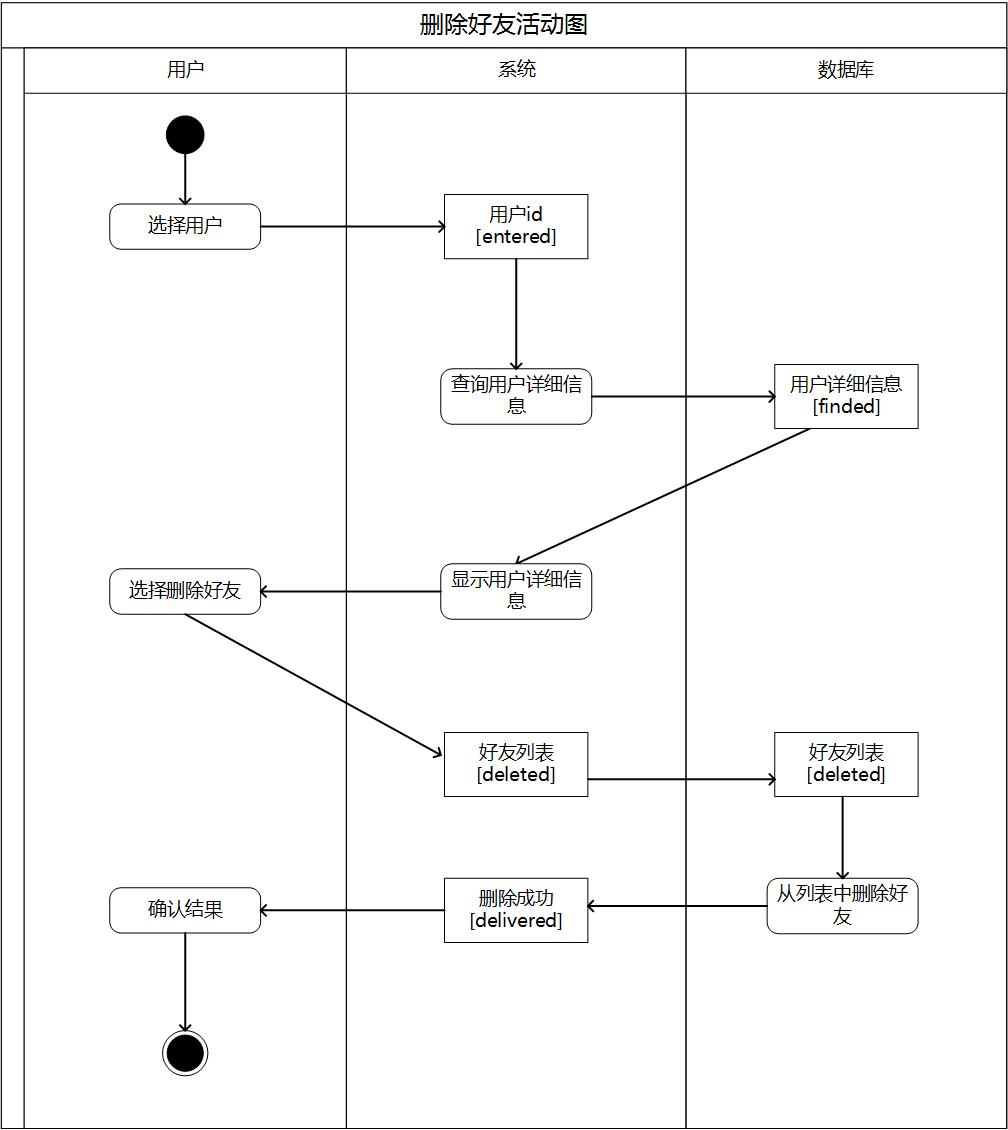 删除好友活动图
用户
系统
数据库
选择用户
用户id
[entered]
查询用户详细信
息
用户详细信息
[finded]
选择删除好友
显示用户详细信
息
好友列表
[deleted]
好友列表
[deleted]
确认结果
删除成功
[delivered]
从列表中删除好
友